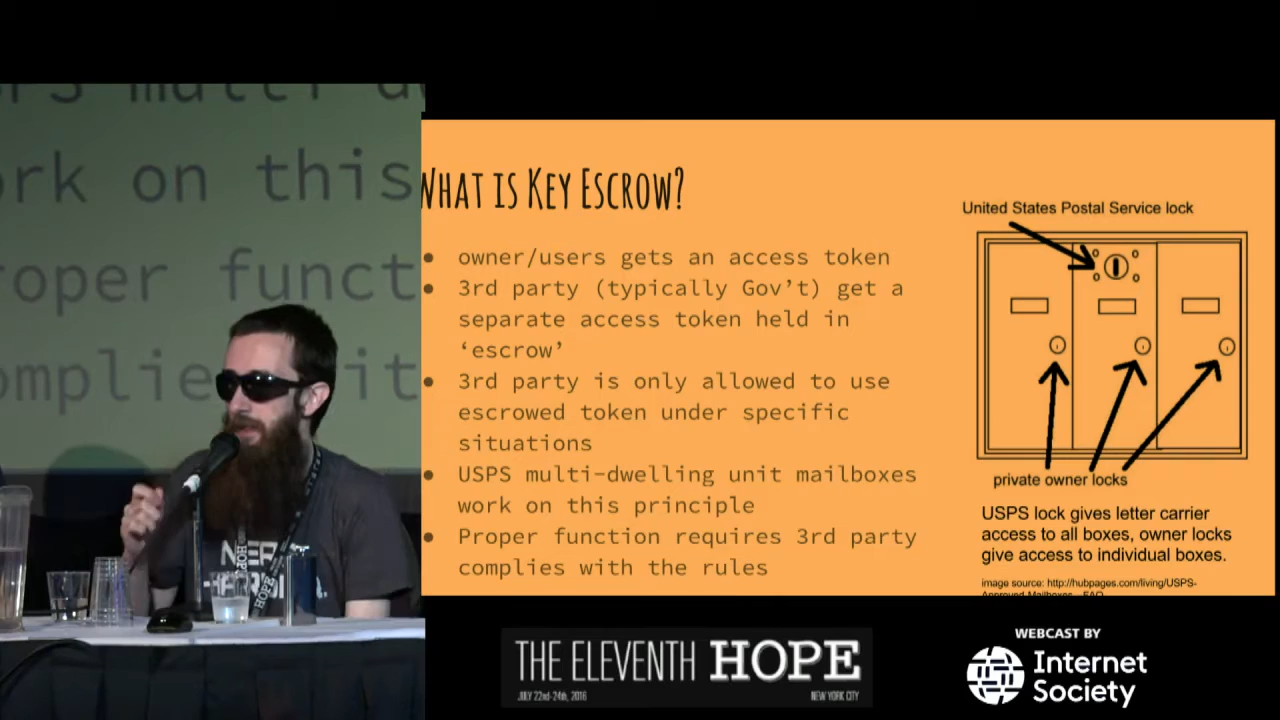 work on this
WHAT IS KEY ESCROW?
owner/users gets an access token
3rd party (typically Gov't) get a
separate access token held in
‘escrow’
3rd party is only allowed to use
escrowed token under specific
situations
USPS multi-dwelling unit mailboxes
work on this principle
Proper function requires 3rd party
complies with the rules
United States Postal Service lock
private owner locks
USPS lock gives letter carrier
access to all boxes, owner locks
give access to individual boxes.
image source: http://hubpages.com/living/USPS-
HOPE
HOPE
THE ELEVENTH HOPE
JULY 22nd-24th, 2016
NEW YORK CITY
WEBCAST BY
Internet
Society